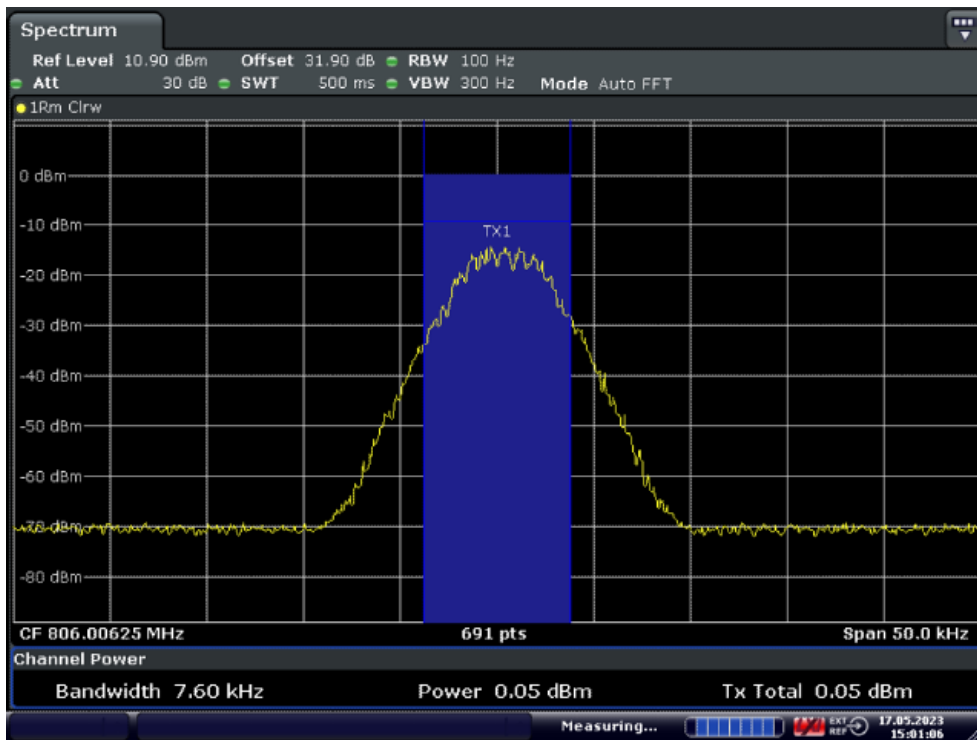 Spectrum
Ref Level 10.90 dBm Offset 31.90 dB RBW 100 Hz
Att 30 dB SWT 500 ms VBW 300 Hz Mode Auto FFT
1Rm Clrw
0 dBm
-10 dBm
TX1
-20 dBm
-30 dBm
-40 dBm
-50 dBm
-60 dBm
-70 dBm
-80 dBm
CF 806.00625 MHz 691 pts Span 50.0 kHz
Channel Power
Bandwidth 7.60 kHz Power 0.05 dBm Tx Total 0.05 dBm
Measuring... EXT REF 17.05.2023
15:01:06